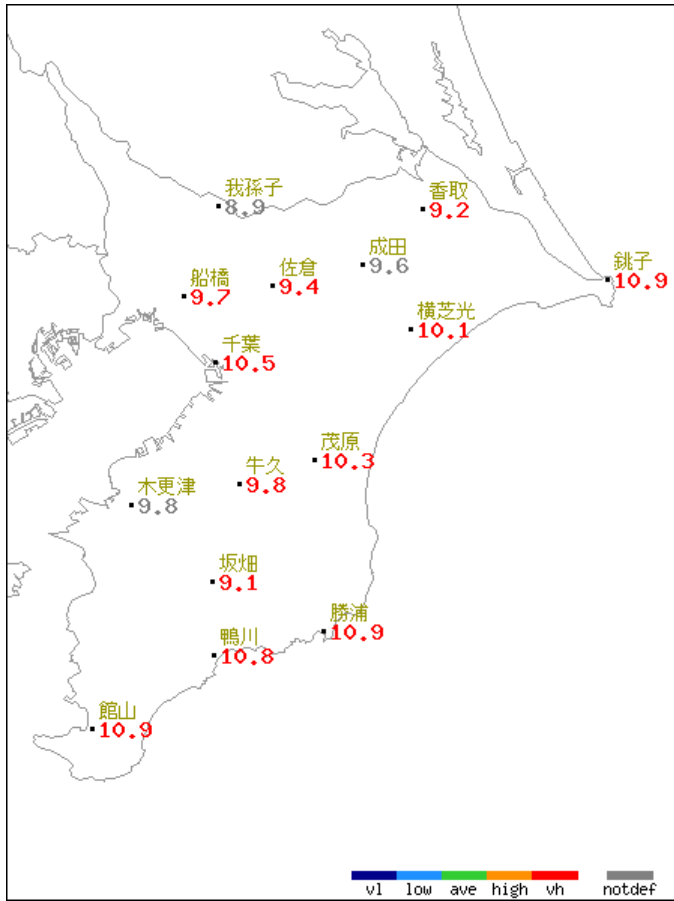 我孫子
8.9
香取
9.2
成田
9.6
銚子
10.9
船橋
9.7
佐倉
9.4
横芝光
10.1
千葉
10.5
茂原
10.3
牛久
9.8
木更津
9.8
坂畑
9.1
勝浦
10.9
鴨川
10.8
館山
10.9
vl low ave high vh notdef